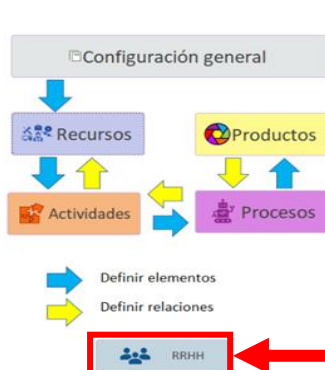 Configuración general
Recursos
Productos
Actividades
Procesos
Definir elementos
Definir relaciones
RRHH